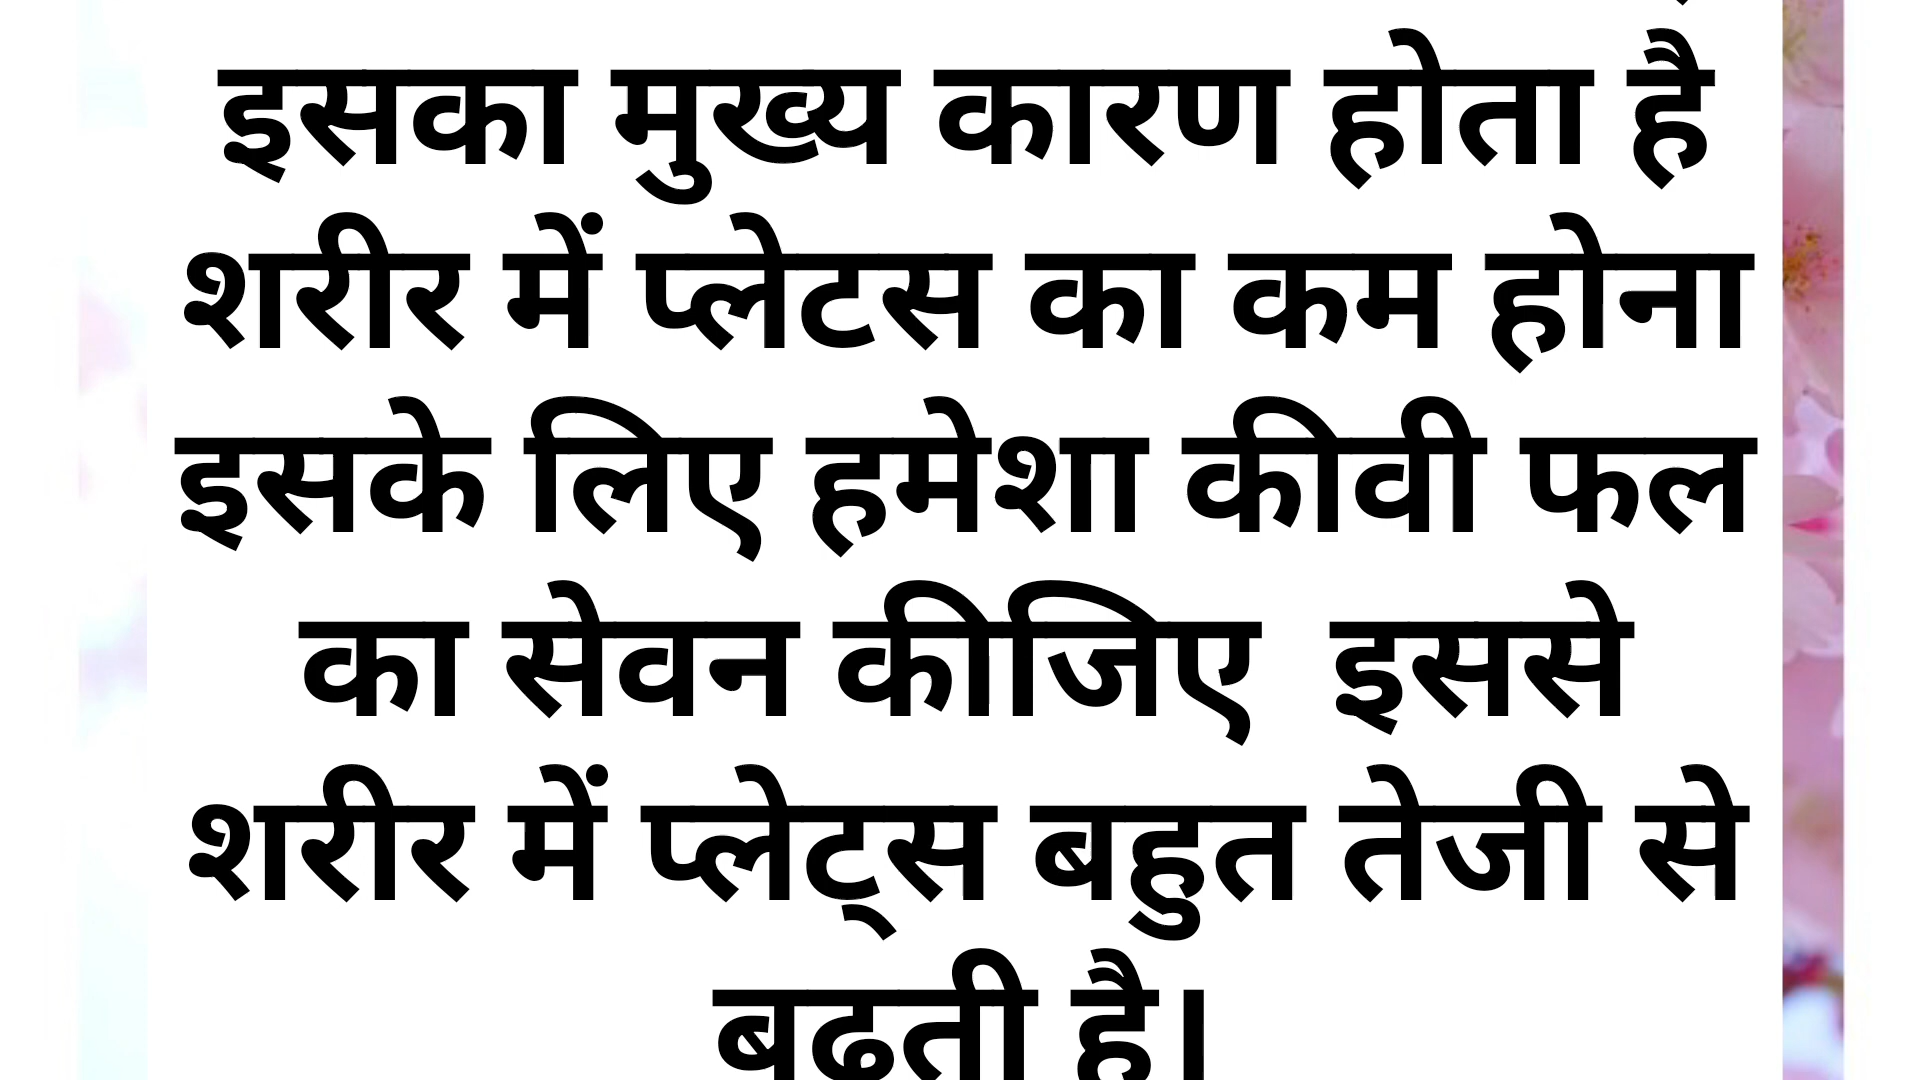 इसका मुख्य कारण होता है
शरीर में प्लेटस का कम होना
इसके लिए हमेशा कीवी फल
का सेवन कीजिए इससे
शरीर में प्लेट्स बहुत तेजी से
बढती है।